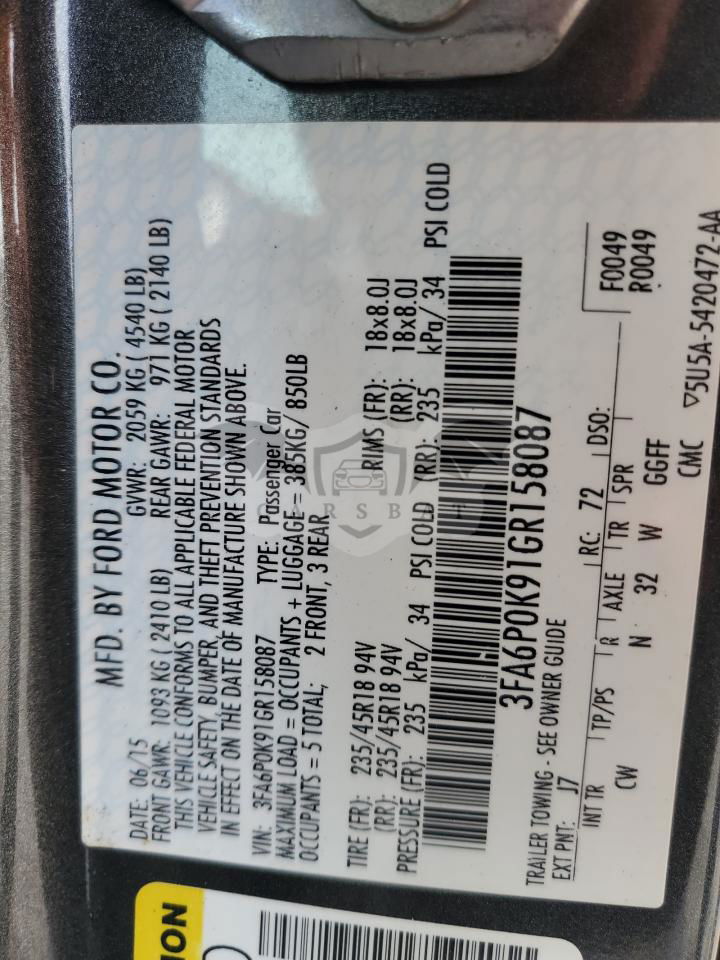 MFD. BY FORD MOTOR CO.
DATE: 06/15 GVWR: 2059 KG ( 4540 LB)
FRONT GAWR: 1093 KG ( 2410 LB) REAR GAWR: 971 KG ( 2140 LB)
THIS VEHICLE CONFORMS TO ALL APPLICABLE FEDERAL MOTOR
VEHICLE SAFETY, BUMPER, AND THEFT PREVENTION STANDARDS
IN EFFECT ON THE DATE OF MANUFACTURE SHOWN ABOVE.
VIN: 3FA6P0K91GR158087 TYPE: Passenger Car
MAXIMUM LOAD = OCCUPANTS + LUGGAGE = 385KG/ 850LB
OCCUPANTS = 5 TOTAL; 2 FRONT, 3 REAR
TIRE (FR): 235/45R18 94V RIMS (FR): 18x8.0J
(RR): 235/45R18 94V (RR): 18x8.0J
PRESSURE (FR): 235 kPa/ 34 PSI COLD (RR): 235 kPa/ 34 PSI COLD
3FA6P0K91GR158087
TRAILER TOWING - SEE OWNER GUIDE
EXT PNT: J7 RC: 72 DSO: F0049
R0049
INT TR TP/PS R AXLE TR SPR
CW N 32 W GGFF
CMC ▽5U5A-5420472-AA
CARSBAT